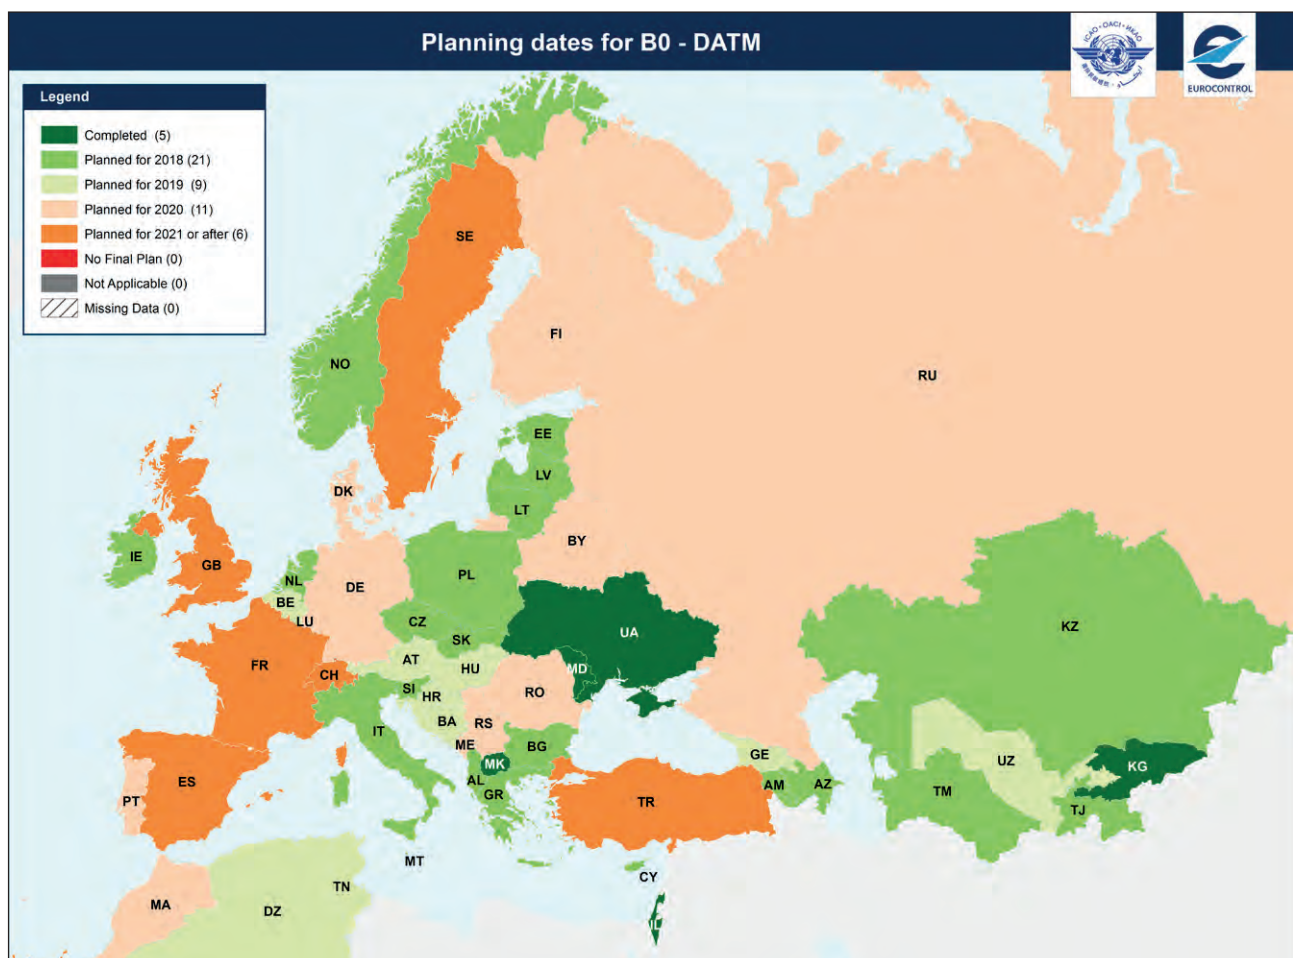 Planning dates for B0 - DATM
ICAO · OACI · ИКАО
EUROCONTROL
Legend
Completed (5)
Planned for 2018 (21)
Planned for 2019 (9)
Planned for 2020 (11)
Planned for 2021 or after (6)
No Final Plan (0)
Not Applicable (0)
Missing Data (0)
SE
FI
NO
RU
EE
LV
DK
LT
BY
IE
GB
NL
DE
PL
BE
LU
CZ
KZ
SK
UA
FR
CH
AT
HU
MD
SI
HR
RO
IT
BA
RS
ME
BG
GE
UZ
KG
MK
ES
AL
GR
TR
AM
AZ
TM
TJ
PT
MT
CY
TN
MA
DZ
IL